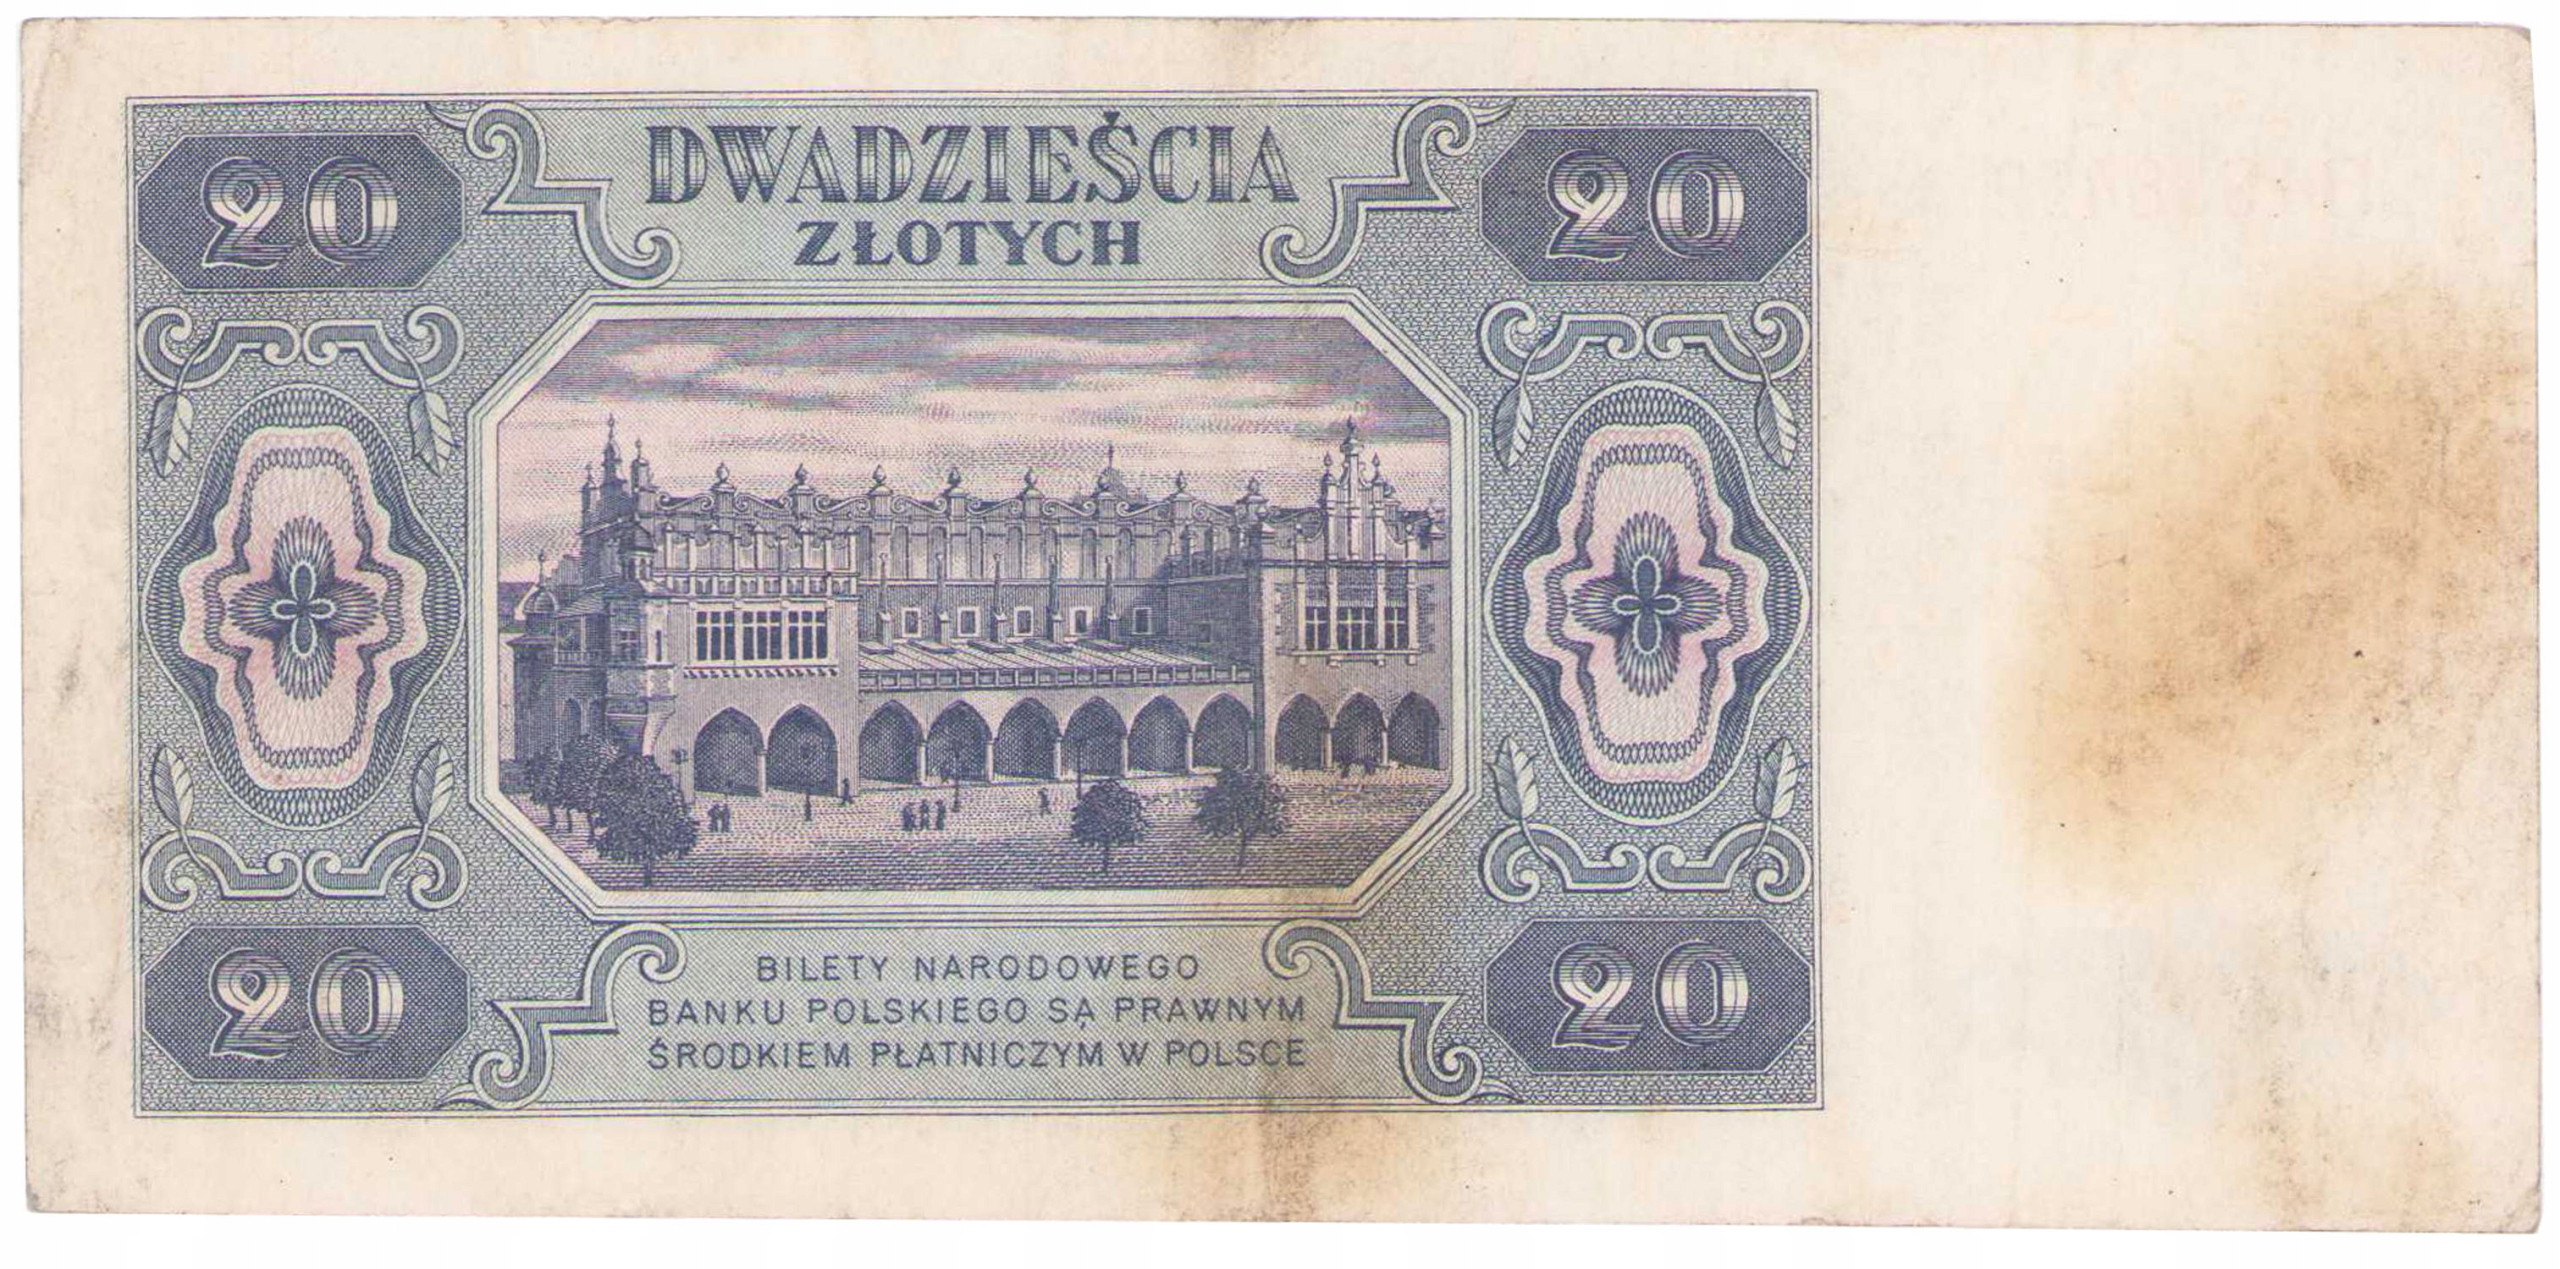 20
DWADZIEŚCIA
ZŁOTYCH
20
BILETY NARODOWEGO
BANKU POLSKIEGO SĄ PRAWNYM
ŚRODKIEM PŁATNICZYM W POLSCE
20
20